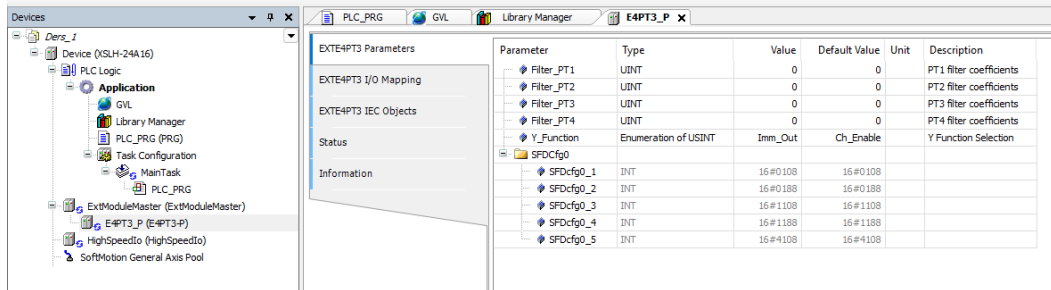 Devices
Ders_1
Device (XSLH-24A16)
PLC Logic
Application
GVL
Library Manager
PLC_PRG (PRG)
Task Configuration
MainTask
PLC_PRG
ExtModuleMaster (ExtModuleMaster)
E4PT3_P (E4PT3-P)
HighSpeedIo (HighSpeedIo)
SoftMotion General Axis Pool
PLC_PRG GVL Library Manager E4PT3_P
EXTE4PT3 Parameters
EXTE4PT3 I/O Mapping
EXTE4PT3 IEC Objects
Status
Information
Parameter Type Value Default Value Unit Description
Filter_PT1 UINT 0 0 PT1 filter coefficients
Filter_PT2 UINT 0 0 PT2 filter coefficients
Filter_PT3 UINT 0 0 PT3 filter coefficients
Filter_PT4 UINT 0 0 PT4 filter coefficients
Y_Function Enumeration of USINT Imm_Out Ch_Enable Y Function Selection
SFDCfg0
SFDcfg0_1 INT 16#0108 16#0108
SFDcfg0_2 INT 16#0188 16#0188
SFDcfg0_3 INT 16#1108 16#1108
SFDcfg0_4 INT 16#1188 16#1188
SFDcfg0_5 INT 16#4108 16#4108